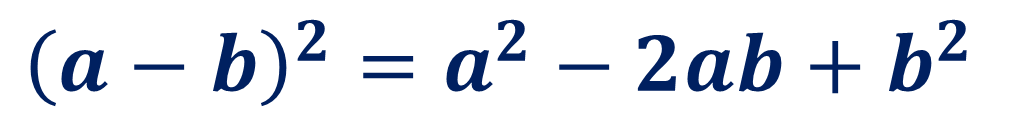 (a − b)² = a² − 2ab + b²